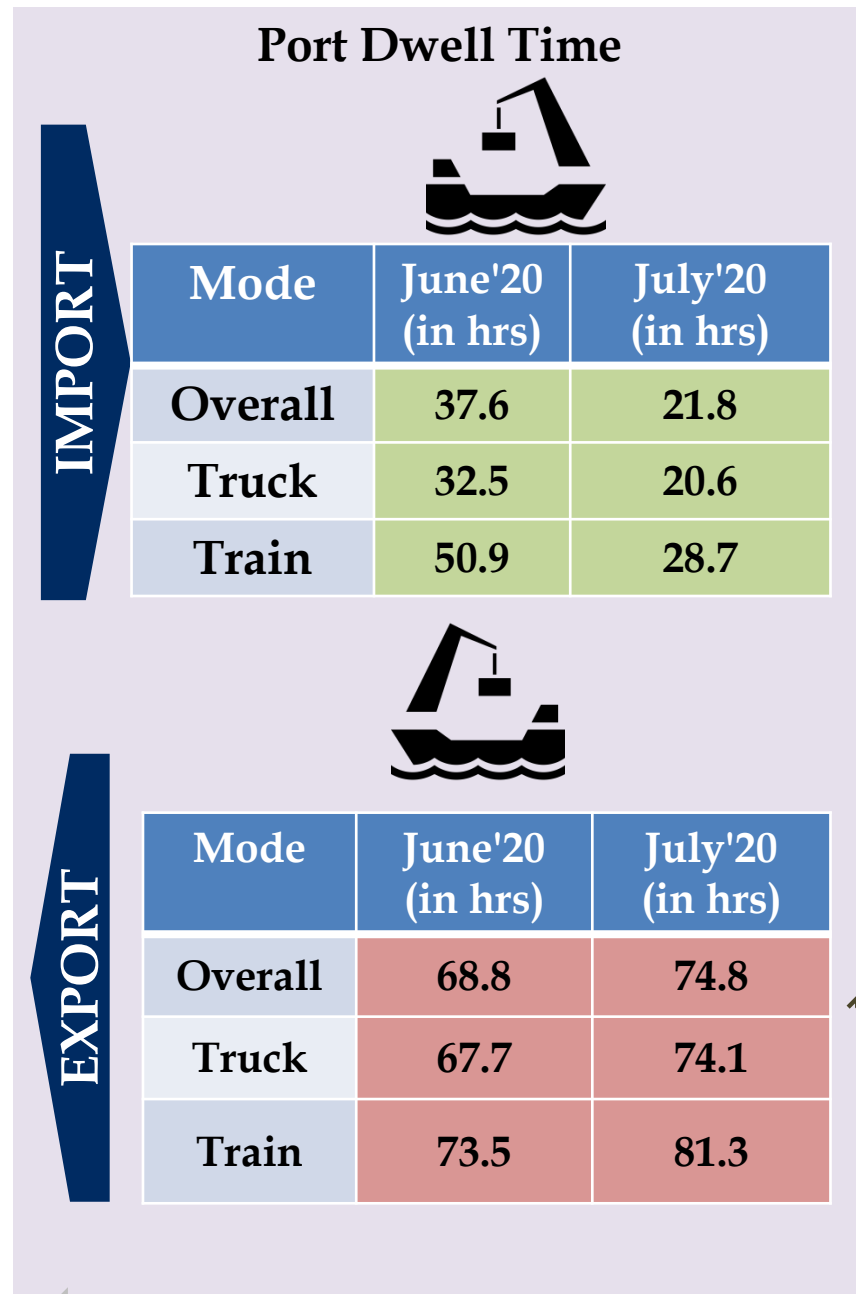 Port Dwell Time
IMPORT
Mode June'20 (in hrs) July'20 (in hrs)
Overall 37.6 21.8
Truck 32.5 20.6
Train 50.9 28.7
EXPORT
Mode June'20 (in hrs) July'20 (in hrs)
Overall 68.8 74.8
Truck 67.7 74.1
Train 73.5 81.3